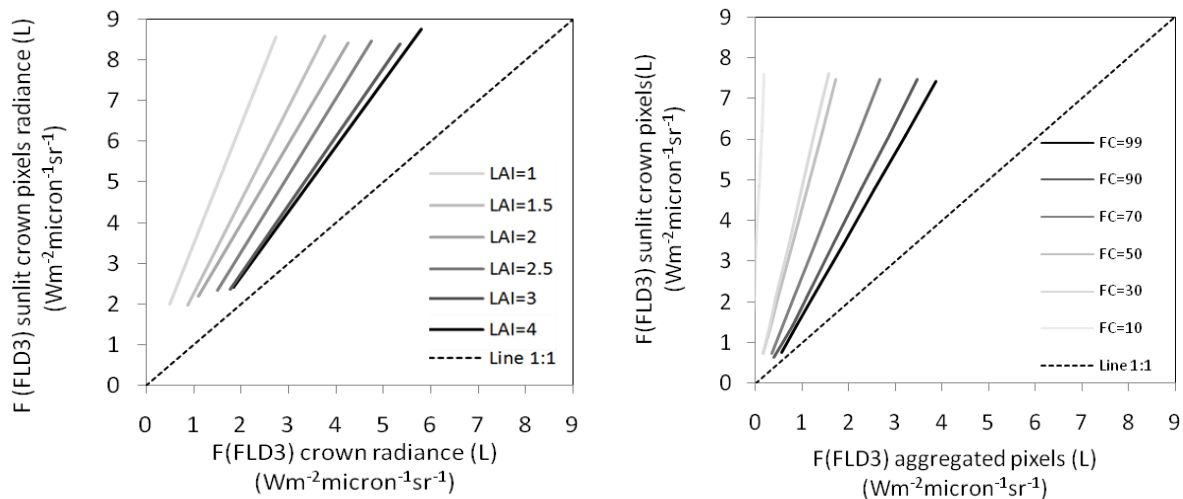 F (FLD3) sunlit crown pixels radiance (L)
(Wm-2micron-1sr-1)
9
8
7
6
5
4
3
2
1
0
LAI=1
LAI=1.5
LAI=2
LAI=2.5
LAI=3
LAI=4
Line 1:1
0 1 2 3 4 5 6 7 8 9
F(FLD3) crown radiance (L)
(Wm-2micron-1sr-1)
F(FLD3) sunlit crown pixels(L)
(Wm-2micron-1sr-1)
9
8
7
6
5
4
3
2
1
0
FC=99
FC=90
FC=70
FC=50
FC=30
FC=10
Line 1:1
0 1 2 3 4 5 6 7 8 9
F(FLD3) aggregated pixels (L)
(Wm-2micron-1sr-1)